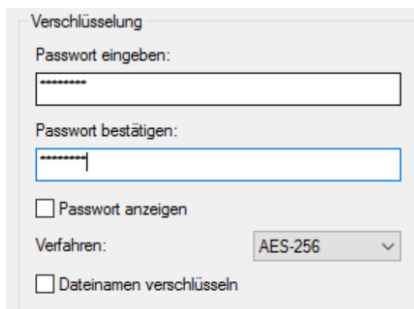 Verschlüsselung
Passwort eingeben:
********
Passwort bestätigen:
********
Passwort anzeigen
Verfahren: AES-256
Dateinamen verschlüsseln